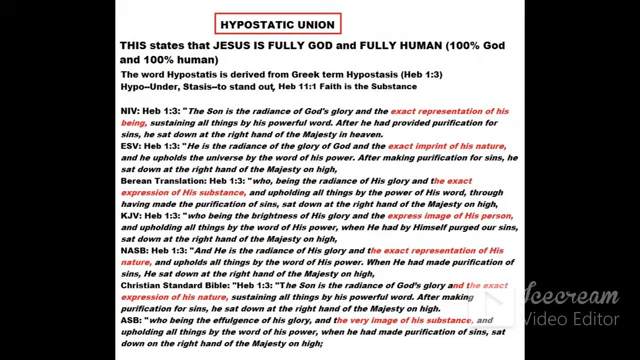 HYPOSTATIC UNION
THIS states that JESUS IS FULLY GOD and FULLY HUMAN (100% God
and 100% human)
The word Hypostatis is derived from Greek term Hypostasis (Heb 1:3)
Hypo--Under, Stasis--to stand out, Heb 11:1 Faith is the Substance
NIV: Heb 1:3: "The Son is the radiance of God's glory and the exact representation of his
being, sustaining all things by his powerful word. After he had provided purification for
sins, he sat down at the right hand of the Majesty in heaven.
ESV: Heb 1:3: "He is the radiance of the glory of God and the exact imprint of his nature,
and he upholds the universe by the word of his power. After making purification for sins, he
sat down at the right hand of the Majesty on high,
Berean Translation: Heb 1:3: "who, being the radiance of His glory and the exact
expression of His substance, and upholding all things by the power of His word, through
having made the purification of sins, sat down at the right hand of the Majesty on high,
KJV: Heb 1:3: "who being the brightness of His glory and the express image of His person,
and upholding all things by the word of His power, when He had by Himself purged our sins,
sat down at the right hand of the Majesty on high,
NASB: Heb 1:3: "And He is the radiance of His glory and the exact representation of His
nature, and upholds all things by the word of His power. When He had made purification of
sins, He sat down at the right hand of the Majesty on high,
Christian Standard Bible: "Heb 1:3: "The Son is the radiance of God's glory and the exact
expression of his nature, sustaining all things by his powerful word. After making
purification for sins, he sat down at the right hand of the Majesty on high.
ASB: "who being the effulgence of his glory, and the very image of his substance, and
upholding all things by the word of his power, when he had made purification of sins, sat
down on the right hand of the Majesty on high;
Icecream
Video Editor